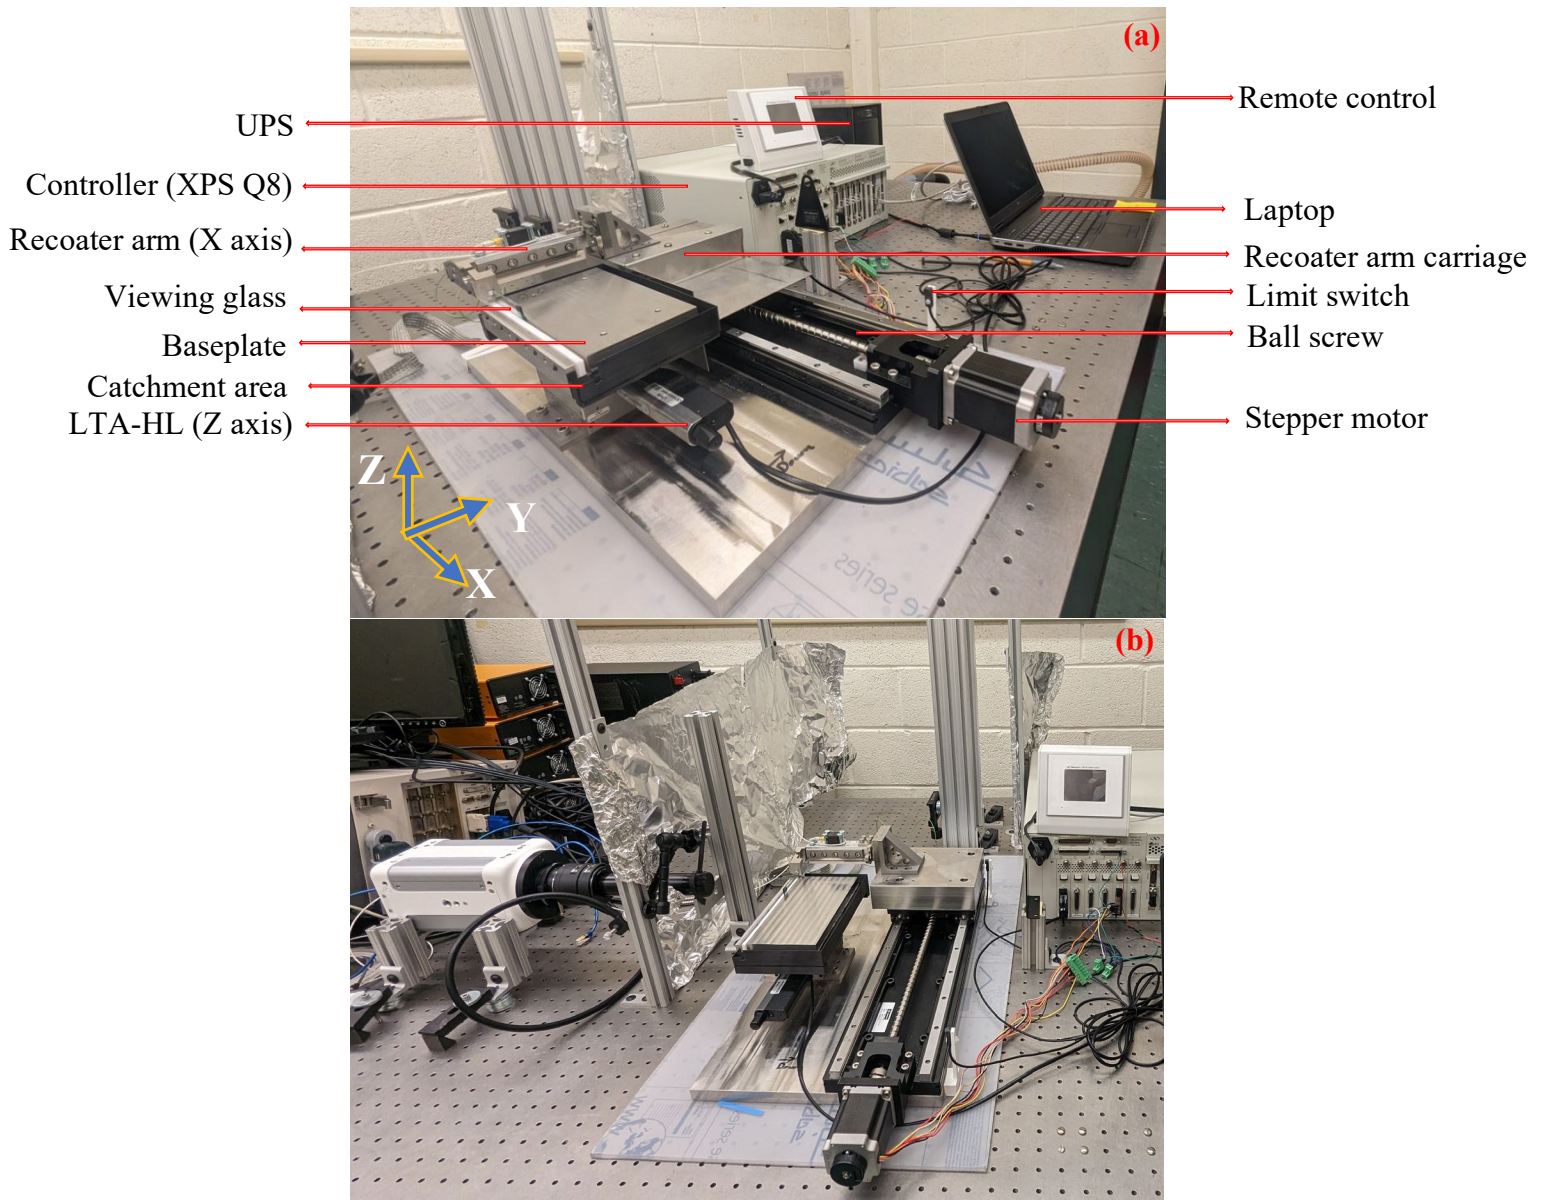 (a)
Remote control
UPS
Controller (XPS Q8)
Laptop
Recoater arm (X axis)
Recoater arm carriage
Viewing glass
Limit switch
Ball screw
Baseplate
Catchment area
LTA-HL (Z axis)
Stepper motor
Z
Y
X
Down
(b)